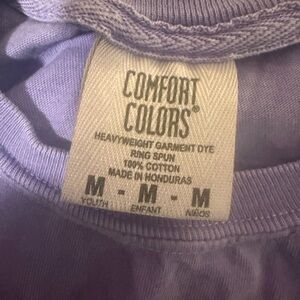 COMFORT
COLORS®
HEAVYWEIGHT GARMENT DYE
RING SPUN
100% COTTON
MADE IN HONDURAS
M - M - M
YOUTH ENFANT NIÑOS